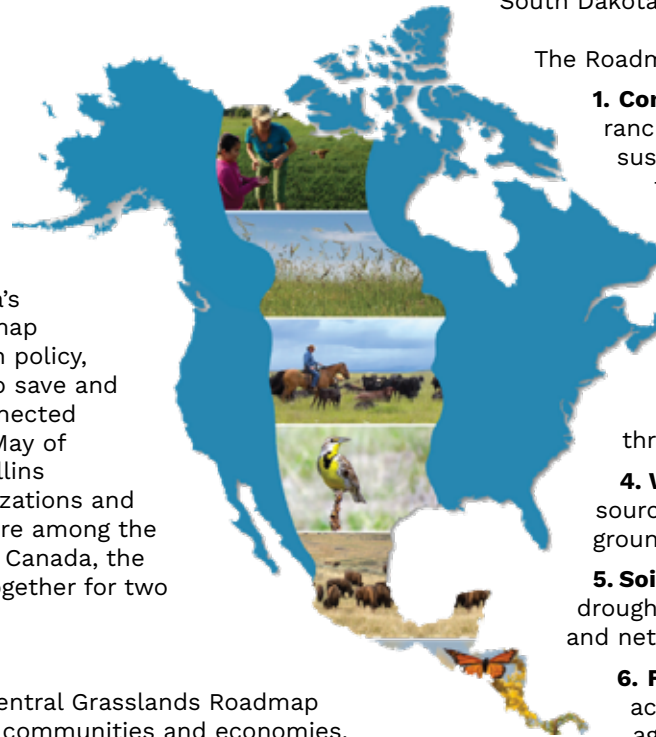 South Dakota
The Roadm
1. Cor
ranc
sus
a's
map
n policy,
o save and
nected
May of
llins
zations and
re among the
Canada, the
ogether for two
thr
4. W
sourc
groun
5. Soi
drough
and net
6. F
ac
ag
entral Grasslands Roadmap
communities and economies.